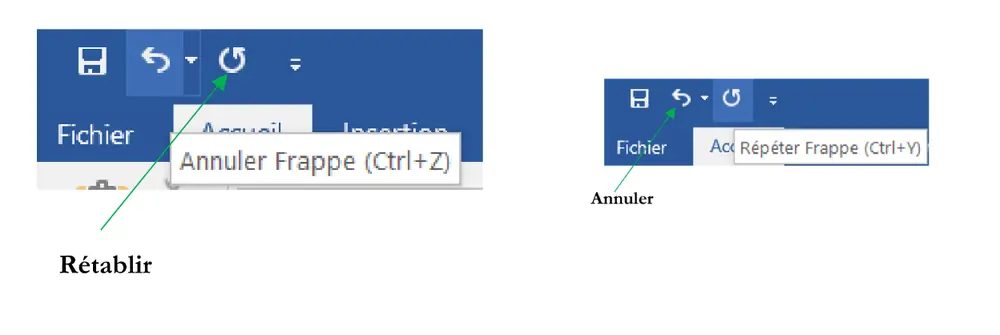 Fichier Accueil Insertion
Annuler Frappe (Ctrl+Z)
Rétablir
Fichier Acc Répéter Frappe (Ctrl+Y)
Annuler